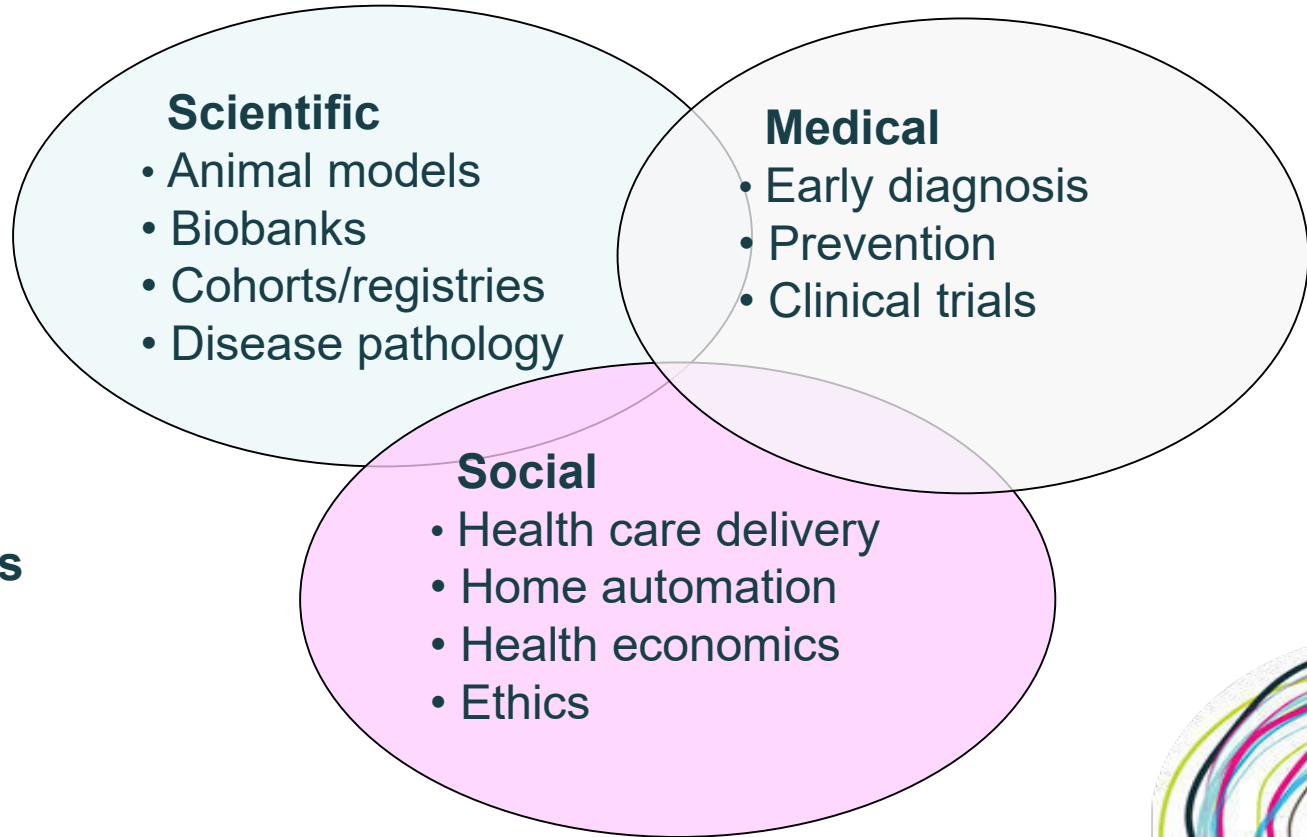 Scientific
• Animal models
• Biobanks
• Cohorts/registries
• Disease pathology
Medical
• Early diagnosis
• Prevention
• Clinical trials
Social
• Health care delivery
• Home automation
• Health economics
• Ethics
s